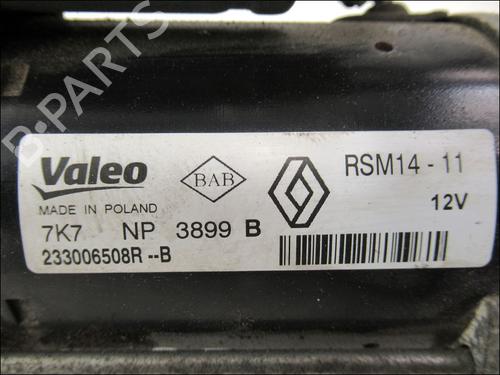 B-PARTS
Valeo
BAB
RSM14 - 11
MADE IN POLAND
12V
7K7 NP 3899 B
233006508R --B